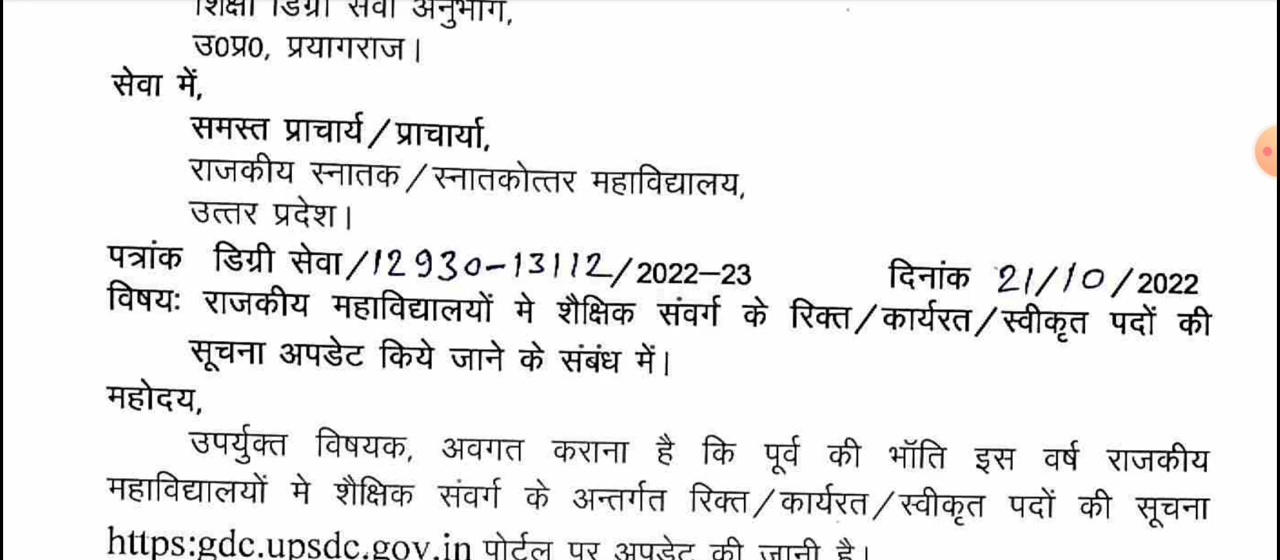 शिक्षा डिग्री सेवा अनुभाग,
उ0प्र0, प्रयागराज।
सेवा में,
समस्त प्राचार्य/प्राचार्या,
राजकीय स्नातक/स्नातकोत्तर महाविद्यालय,
उत्तर प्रदेश।
पत्रांक डिग्री सेवा/12930-13112/2022-23 दिनांक 21/10/2022
विषयः राजकीय महाविद्यालयों मे शैक्षिक संवर्ग के रिक्त/कार्यरत/स्वीकृत पदों की
सूचना अपडेट किये जाने के संबंध में।
महोदय,
उपर्युक्त विषयक, अवगत कराना है कि पूर्व की भॉति इस वर्ष राजकीय
महाविद्यालयों मे शैक्षिक संवर्ग के अन्तर्गत रिक्त/कार्यरत/स्वीकृत पदों की सूचना
https:gdc.upsdc.gov.in पोर्टल पर अपडेट की जानी है।